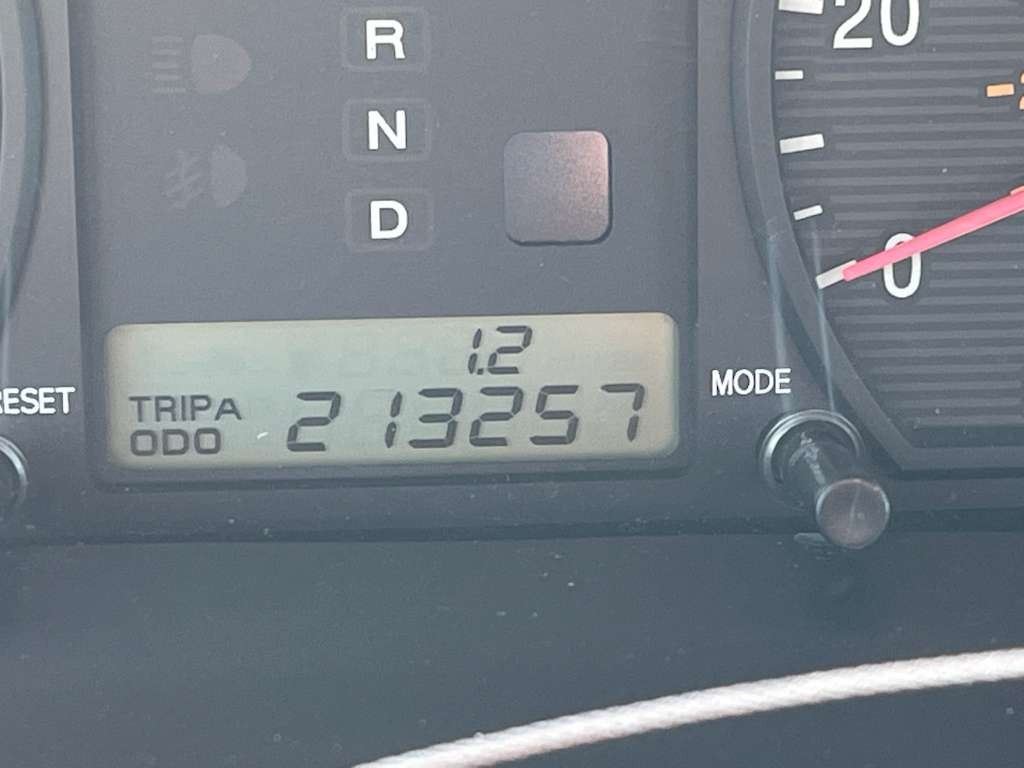 R
N
D
20
0
1.2
TRIP A
ODO
213257
RESET
MODE